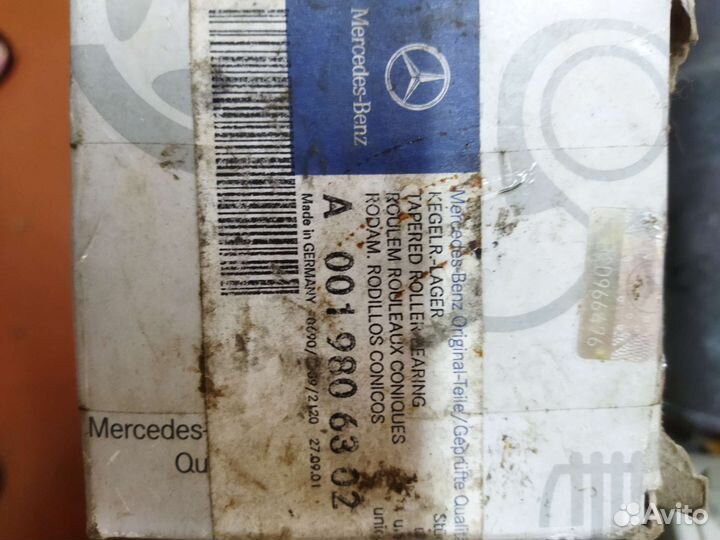 Mercedes-Benz
Mercedes-Benz Original-Teile/Geprüfte
KEGELR.-LAGER
TAPERED ROLLER BEARING
ROULEM ROULEAUX CONIQUES
RODAM. RODILLOS CONICOS
A 001 980 63 02
Made in GERMANY
27.09.01
Mercedes-
Qu
Avito